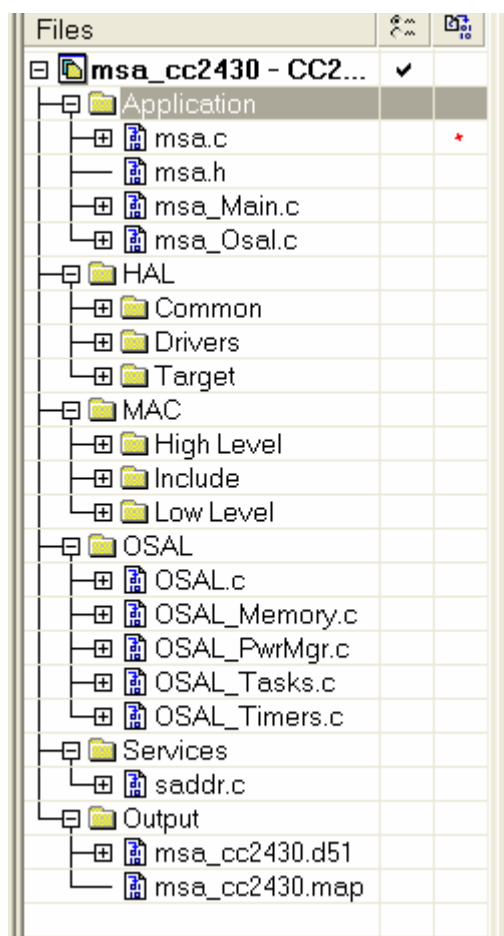 Files
msa_cc2430 - CC2...
Application
msa.c
msa.h
msa_Main.c
msa_Osal.c
HAL
Common
Drivers
Target
MAC
High Level
Include
Low Level
OSAL
OSAL.c
OSAL_Memory.c
OSAL_PwrMgr.c
OSAL_Tasks.c
OSAL_Timers.c
Services
saddr.c
Output
msa_cc2430.d51
msa_cc2430.map